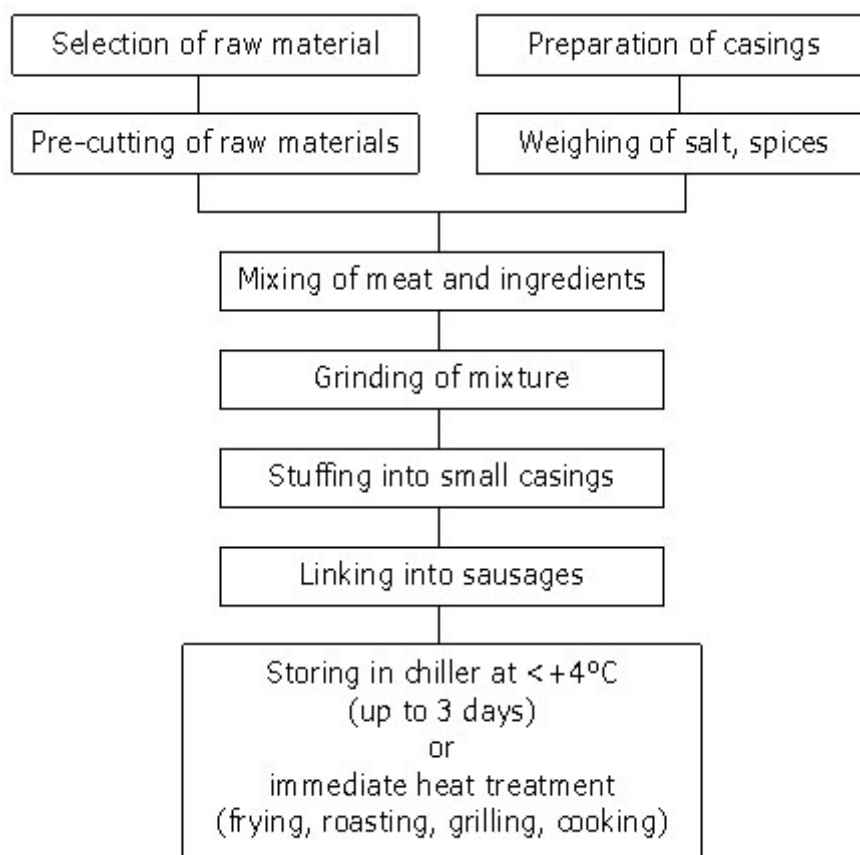 Selection of raw material
Preparation of casings
Pre-cutting of raw materials
Weighing of salt, spices
Mixing of meat and ingredients
Grinding of mixture
Stuffing into small casings
Linking into sausages
Storing in chiller at <+4ºC
(up to 3 days)
or
immediate heat treatment
(frying, roasting, grilling, cooking)